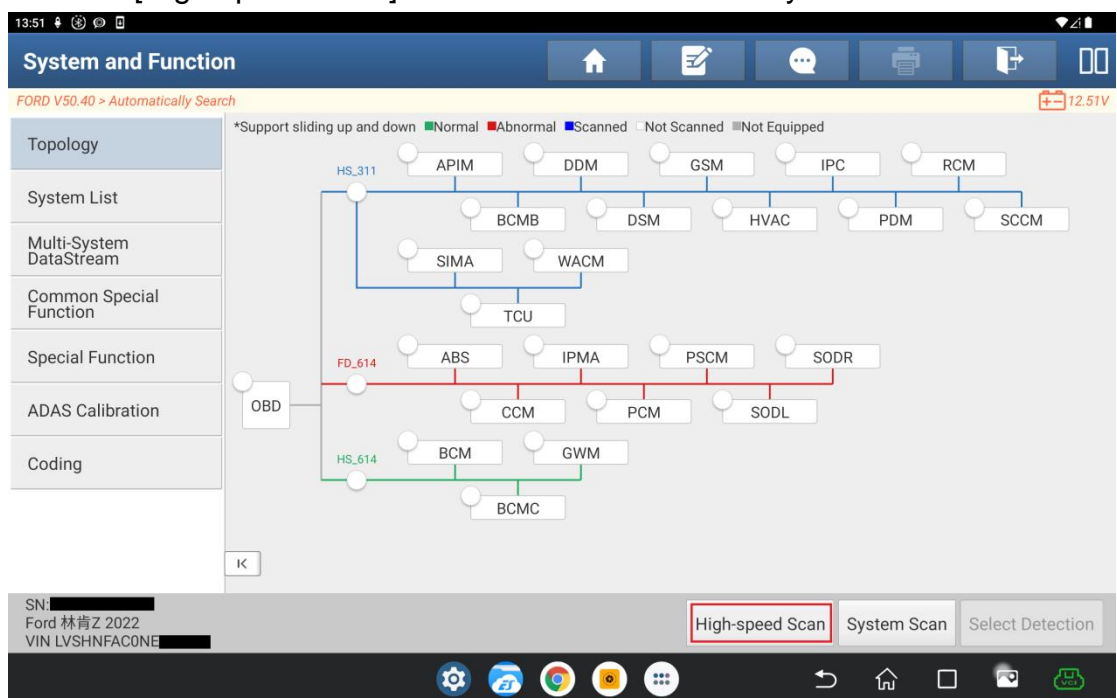 13:51
System and Function
FORD V50.40 > Automatically Search
12.51V
Topology
System List
Multi-System
DataStream
Common Special
Function
Special Function
ADAS Calibration
Coding
*Support sliding up and down Normal Abnormal Scanned Not Scanned Not Equipped
HS_311
APIM DDM GSM IPC RCM
BCMB DSM HVAC PDM SCCM
SIMA WACM
TCU
FD_614
ABS IPMA PSCM SODR
OBD
CCM PCM SODL
HS_614
BCM GWM
BCMC
SN:
Ford 林肯Z 2022
VIN LVSHNFAC0NE
High-speed Scan System Scan Select Detection
VCI